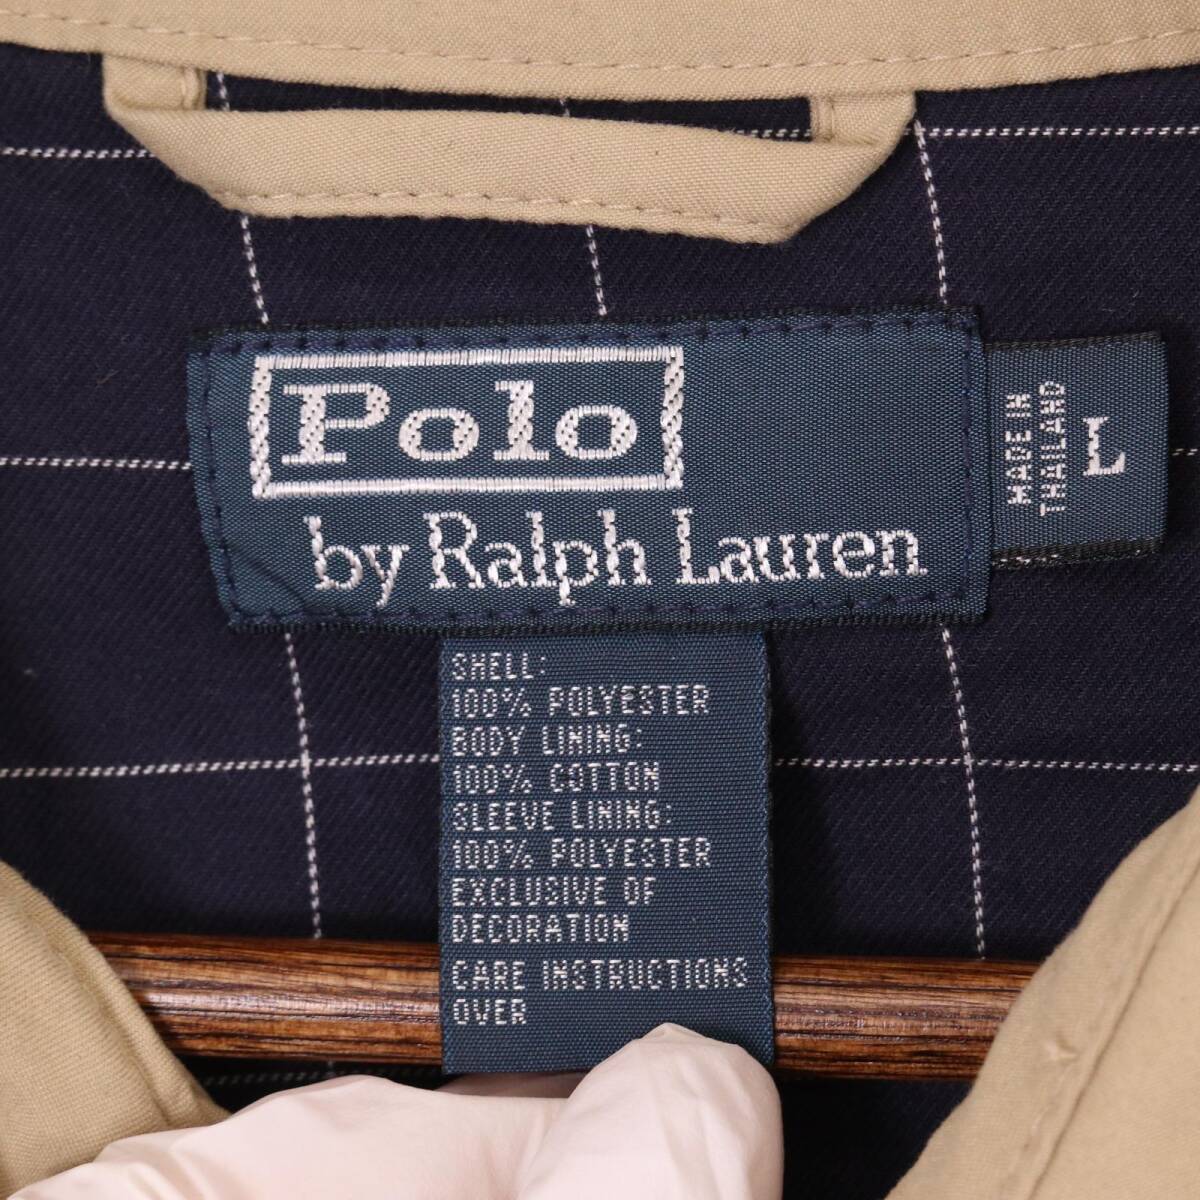 Polo
by Ralph Lauren
MADE IN
THAILAND
L
SHELL:
100% POLYESTER
BODY LINING:
100% COTTON
SLEEVE LINING:
100% POLYESTER
EXCLUSIVE OF
DECORATION
CARE INSTRUCTIONS
OVER